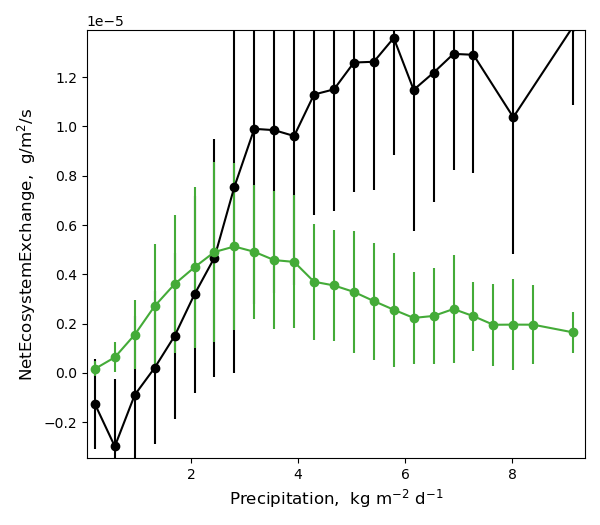 1e−5
1.2
1.0
0.8
0.6
0.4
0.2
0.0
−0.2
NetEcosystemExchange, g/m²/s
2 4 6 8
Precipitation, kg m⁻² d⁻¹